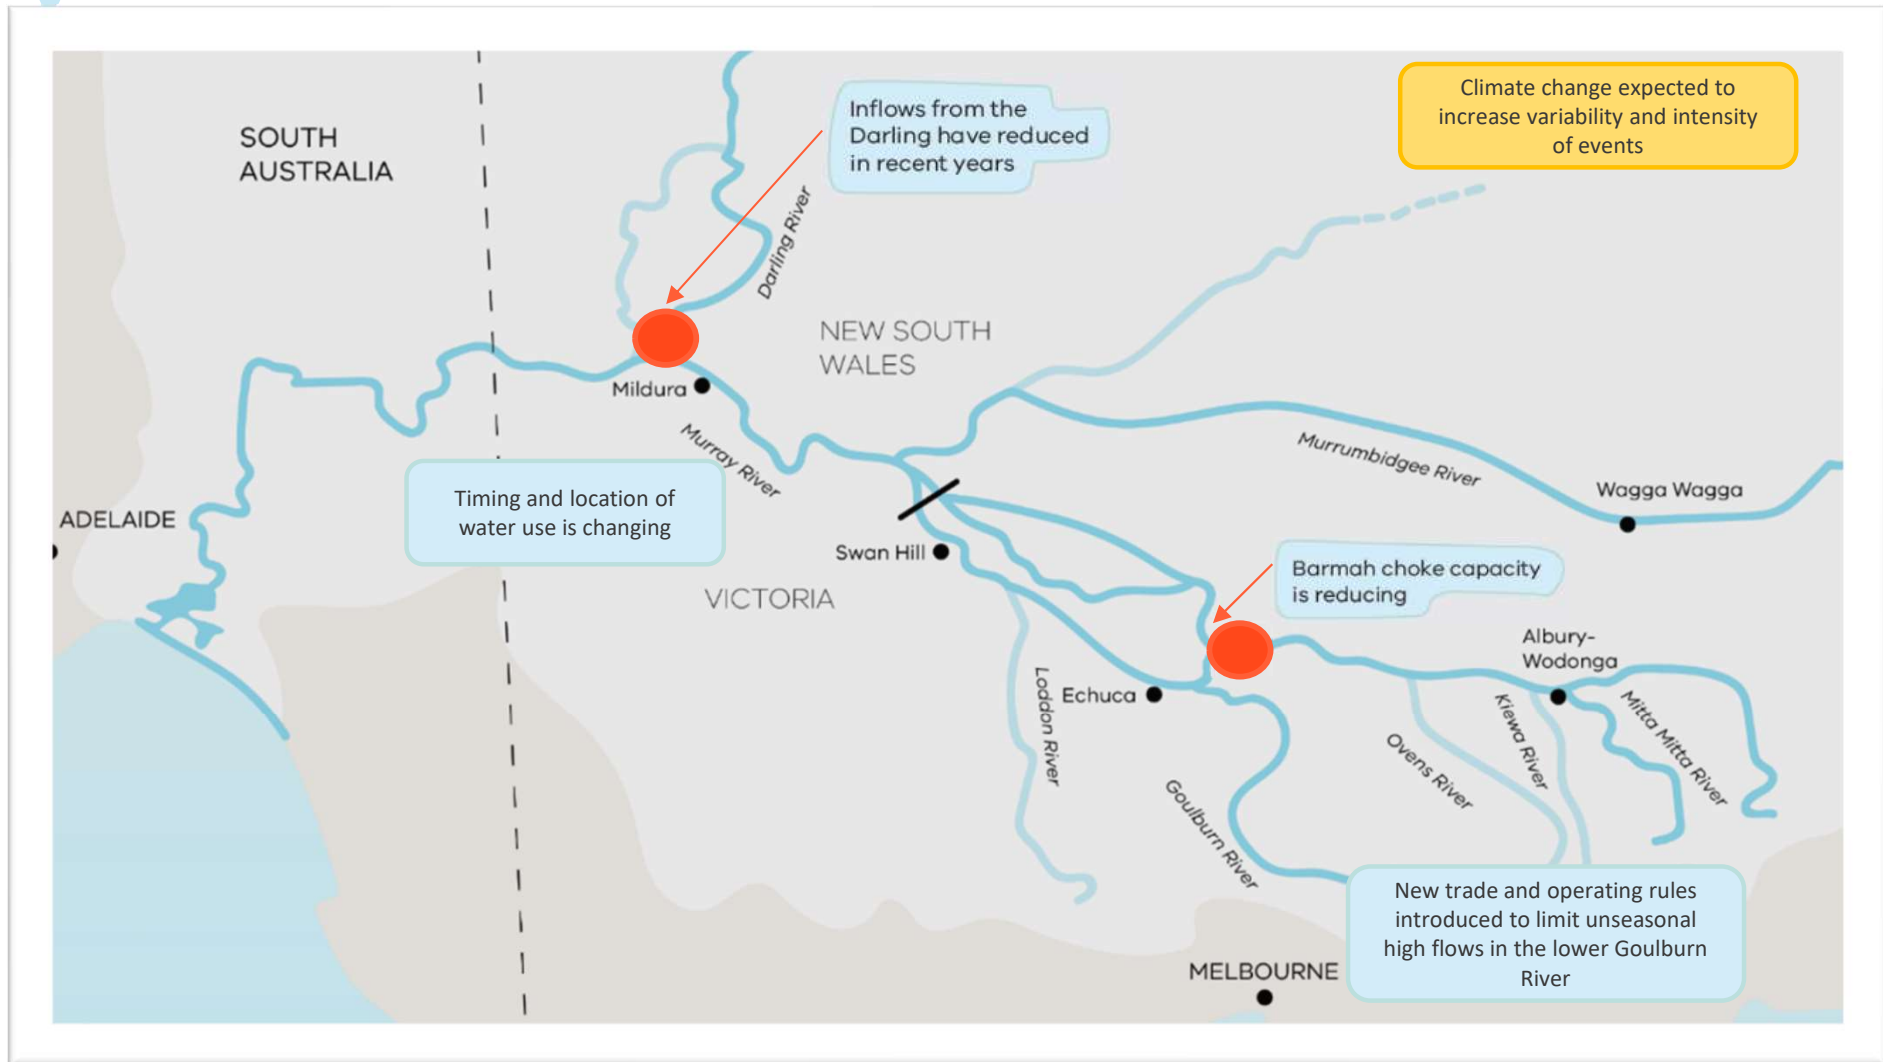 SOUTH
AUSTRALIA
Inflows from the
Darling have reduced
in recent years
Climate change expected to
increase variability and intensity
of events
Darling River
NEW SOUTH
WALES
Mildura
Murray River
Murrumbidgee River
Wagga Wagga
ADELAIDE
Timing and location of
water use is changing
Swan Hill
VICTORIA
Barmah choke capacity
is reducing
Albury-
Wodonga
Echuca
Loddon River
Goulburn River
Ovens River
Kiewa River
Mitta Mitta River
New trade and operating rules
introduced to limit unseasonal
high flows in the lower Goulburn
River
MELBOURNE